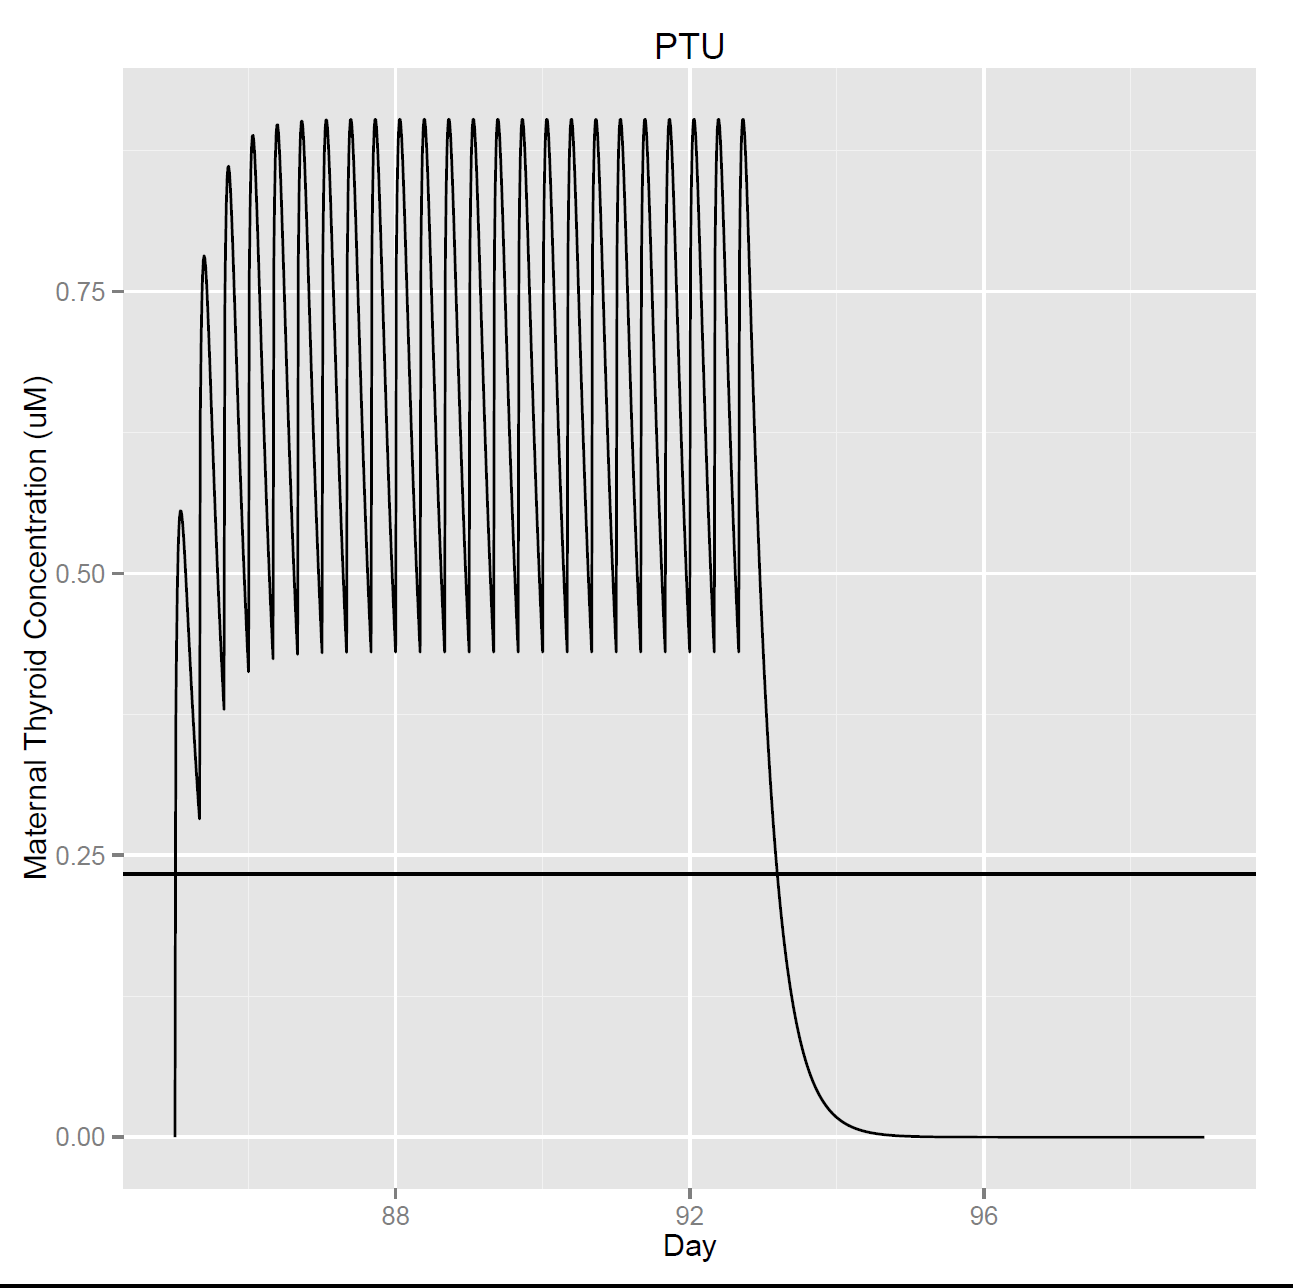 PTU
Maternal Thyroid Concentration (uM)
0.75
0.50
0.25
0.00
88
92
96
Day